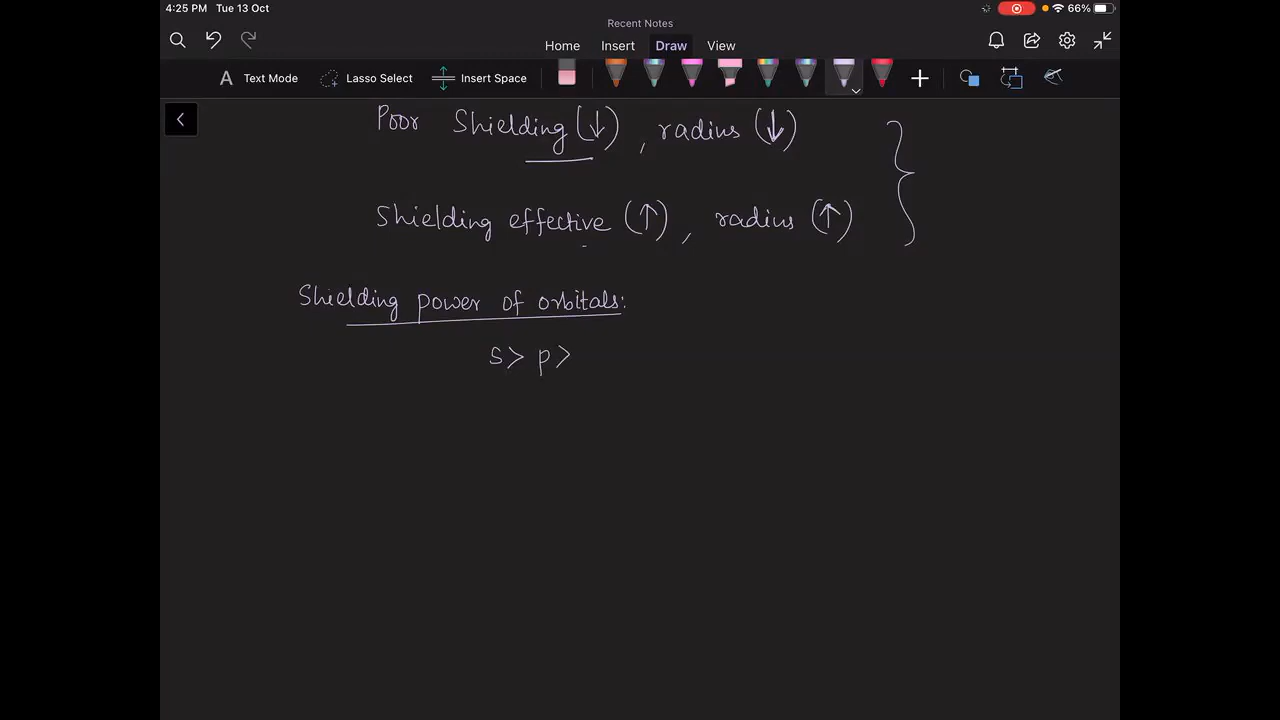 4:25 PM Tue 13 Oct
66%
Recent Notes
Home Insert Draw View
A Text Mode Lasso Select Insert Space
Poor Shielding (↓), radius (↓)
Shielding effective (↑), radius (↑)
Shielding power of orbitals:
s> p>